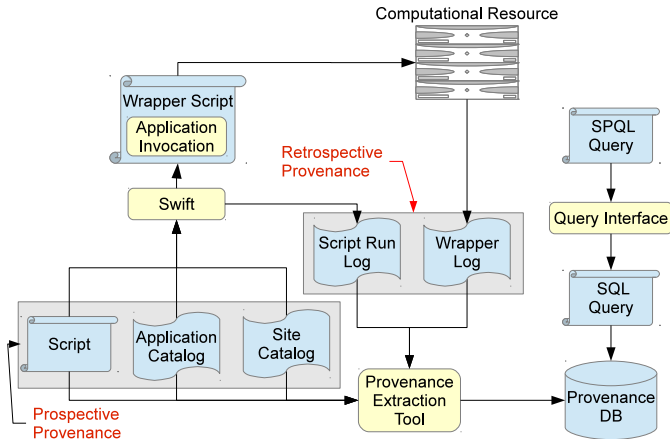 Computational Resource
Wrapper Script
Application
Invocation
SPQL
Query
Retrospective
Provenance
Swift
Query Interface
Script Run
Log
Wrapper
Log
SQL
Query
Script
Application
Catalog
Site
Catalog
Provenance
Extraction
Tool
Provenance
DB
Prospective
Provenance